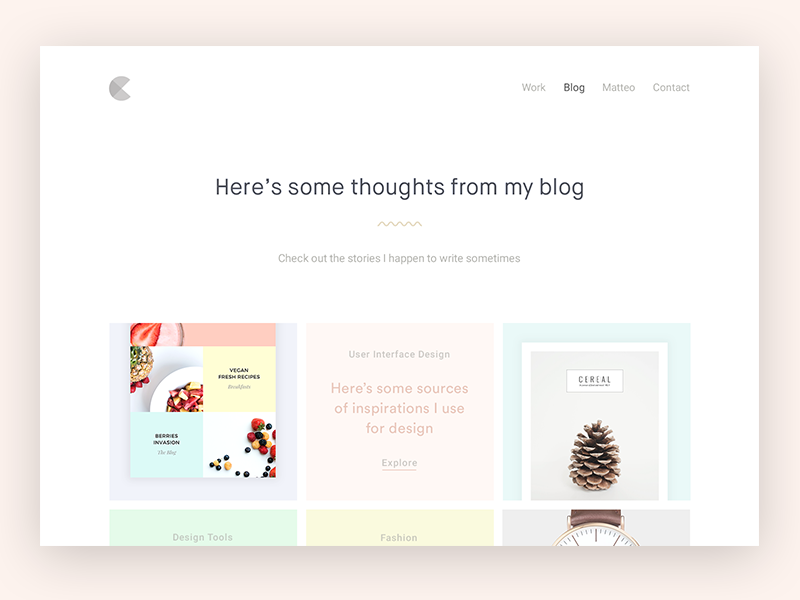 Work Blog Matteo Contact
Here's some thoughts from my blog
Check out the stories I happen to write sometimes
VEGAN
FRESH RECIPES
Breakfasts
BERRIES
INVASION
The Blog
User Interface Design
Here's some sources
of inspirations I use
for design
Explore
CEREAL
Design Tools
Fashion